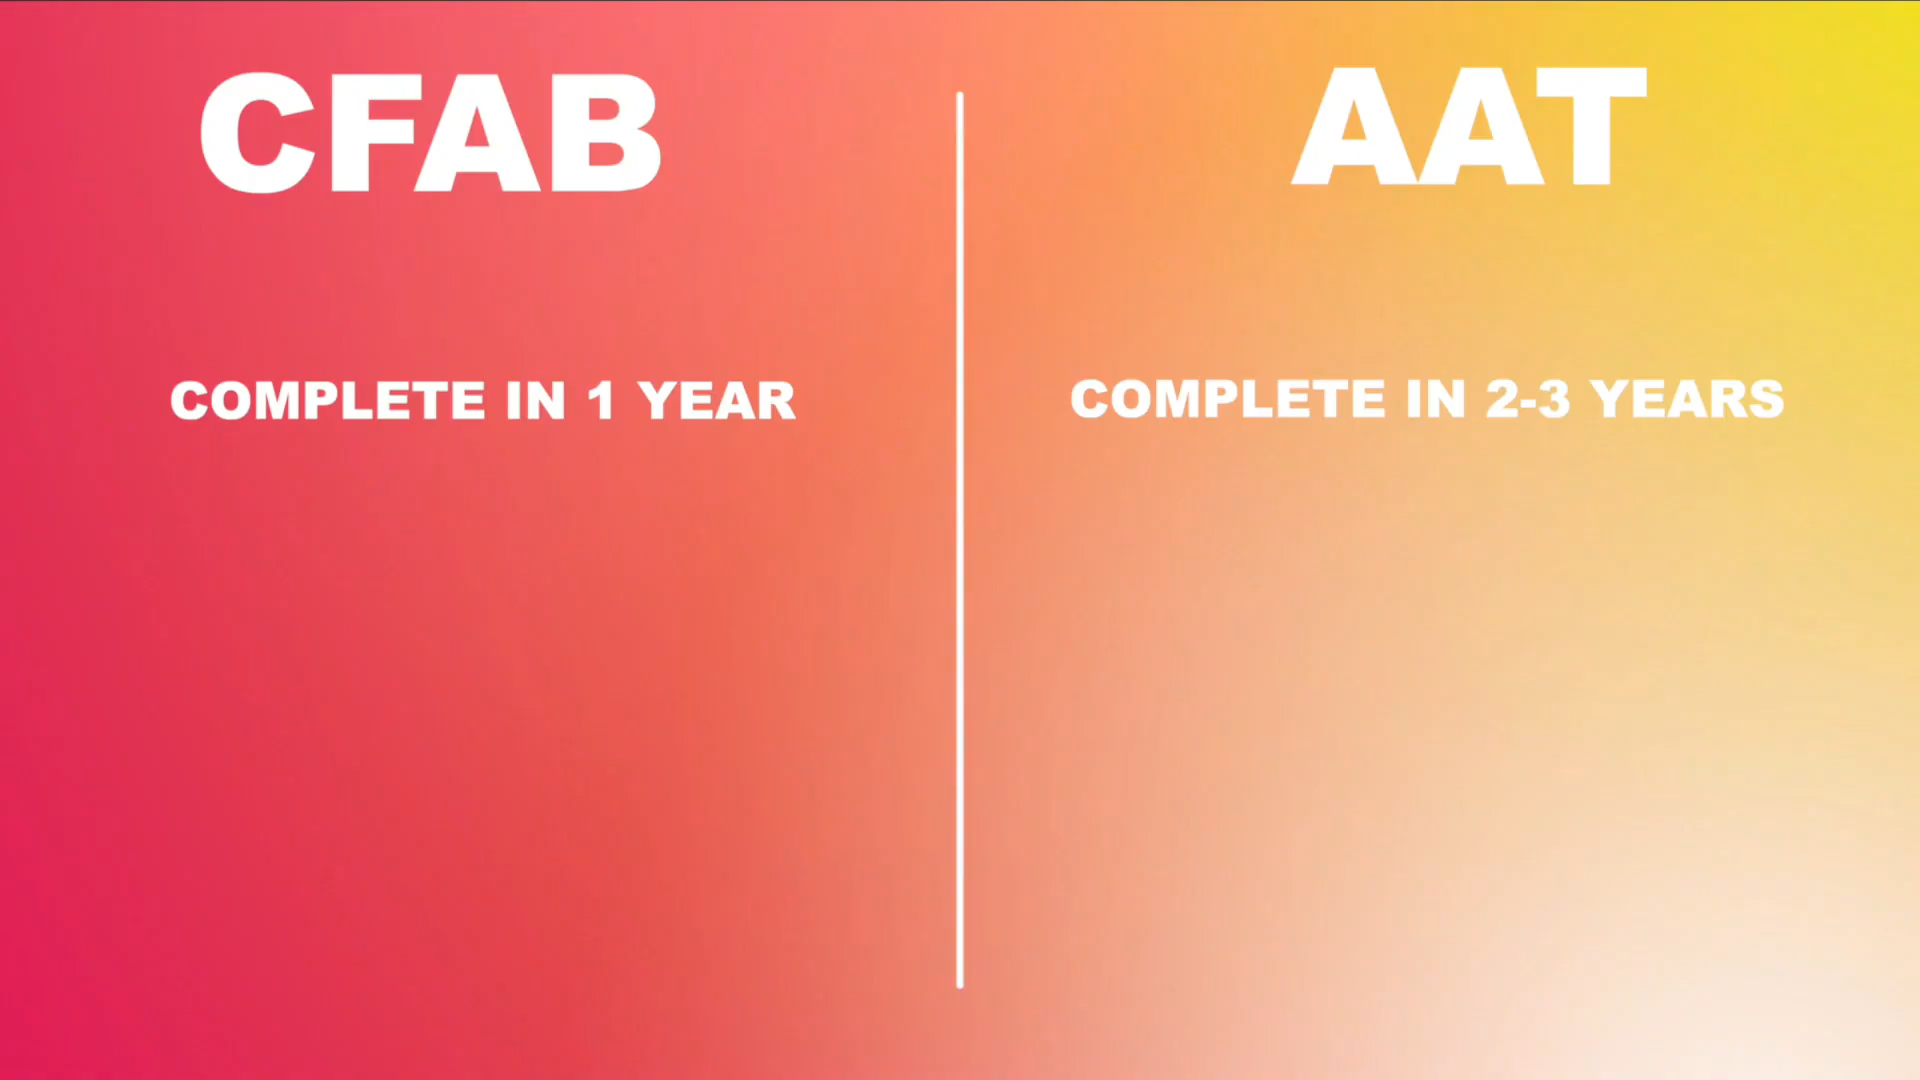 CFAB
COMPLETE IN 1 YEAR
AAT
COMPLETE IN 2-3 YEARS